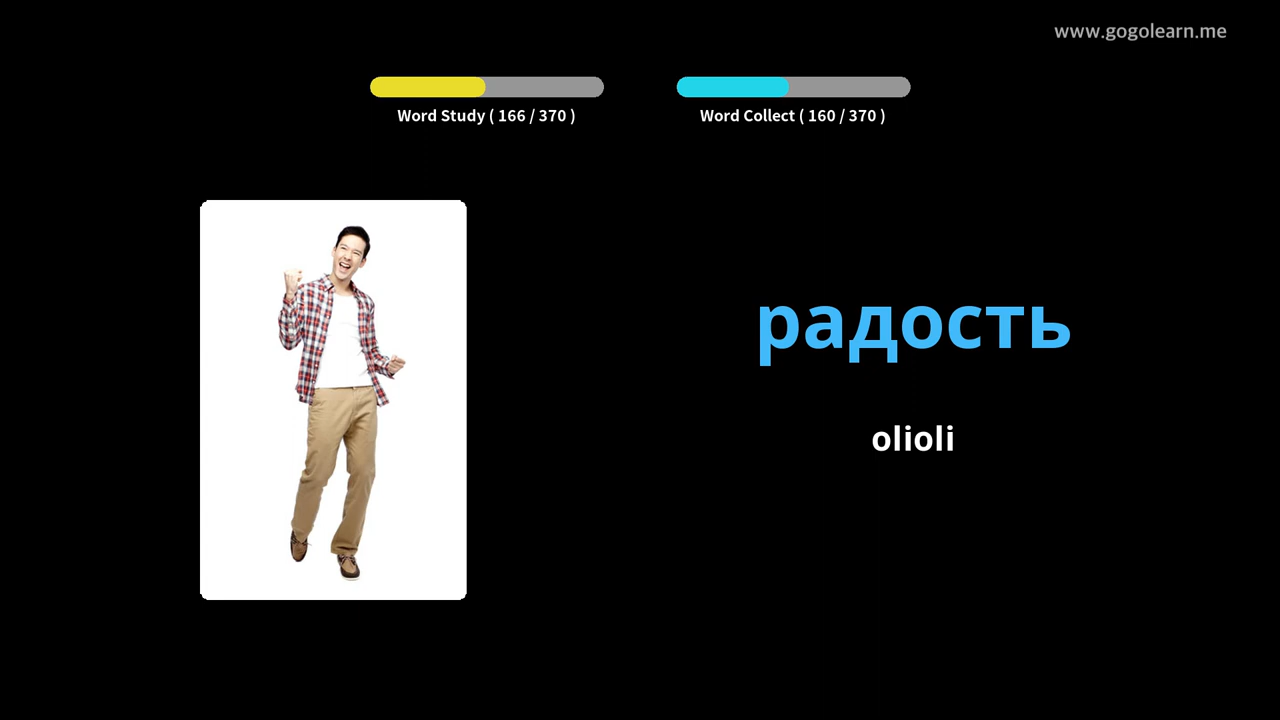 www.gogolearn.me
Word Study ( 166 / 370 )
Word Collect ( 160 / 370 )
радость
olioli